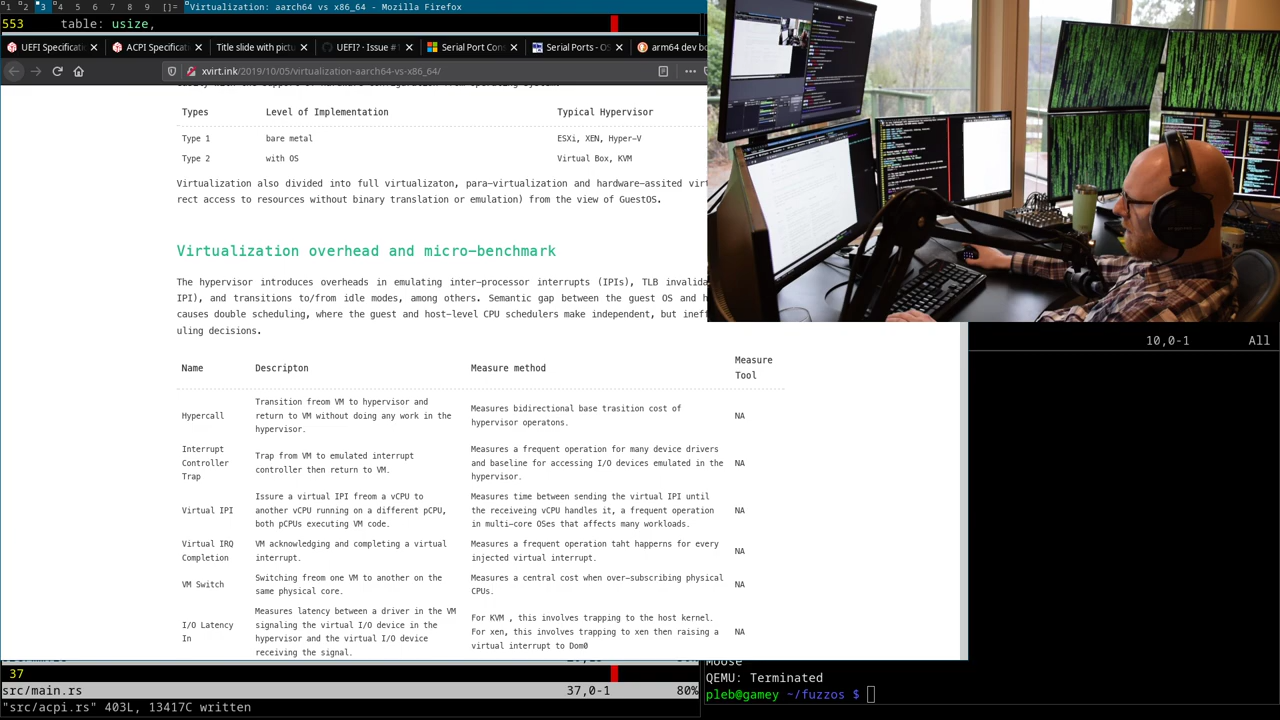 1 2 3 4 5 6 7 8 9 []= Virtualization: aarch64 vs x86_64 - Mozilla Firefox
553 table: usize,
UEFI Specificati
ACPI Specificat
Title slide with pictu
UEFI? · Issue #
Serial Port Cons
Serial Ports - OS
arm64 dev bo
xvirt.ink/2019/10/05/virtualization-aarch64-vs-x86_64/
Types Level of Implementation Typical Hypervisor
Type 1 bare metal ESXi, XEN, Hyper-V
Type 2 with OS Virtual Box, KVM
Virtualization also divided into full virtualizaton, para-virtualization and hardware-assited virt
rect access to resources without binary translation or emulation) from the view of GuestOS.
Virtualization overhead and micro-benchmark
The hypervisor introduces overheads in emulating inter-processor interrupts (IPIs), TLB invalida
IPI), and transitions to/from idle modes, among others. Semantic gap between the guest OS and h
causes double scheduling, where the guest and host-level CPU schedulers make independent, but ineff
uling decisions.
Name Descripton Measure method Measure
Tool
Hypercall
Transition freom VM to hypervisor and
return to VM without doing any work in the
hypervisor.
Measures bidirectional base trasition cost of
hypervisor operatons.
NA
Interrupt
Controller
Trap
Trap from VM to emulated interrupt
controller then return to VM.
Measures a frequent operation for many device drivers
and baseline for accessing I/O devices emulated in the
hypervisor.
NA
Virtual IPI
Issure a virtual IPI freom a vCPU to
another vCPU running on a different pCPU,
both pCPUs executing VM code.
Measures time between sending the virtual IPI until
the receiveing vCPU handles it, a frequent operation
in multi-core OSes that affects many workloads.
NA
Virtual IRQ
Completion
VM acknowledging and completing a virtual
interrupt.
Measures a frequent operation taht happerns for every
injected virtual interrupt.
NA
VM Switch
Switching freom one VM to another on the
same physical core.
Measures a central cost when over-subscribing physical
CPUs.
NA
I/O Latency
In
Measures latency between a driver in the VM
signaling the virtual I/O device in the
hypervisor and the virtual I/O device
receiving the signal.
For KVM , this involves trapping to the host kernel.
For xen, this involves trapping to xen then raising a
virtual interrupt to Dom0
NA
10,0-1 All
37
src/main.rs 37,0-1 80%
"src/acpi.rs" 403L, 13417C written
Moose
QEMU: Terminated
pleb@gamey ~/fuzzos $